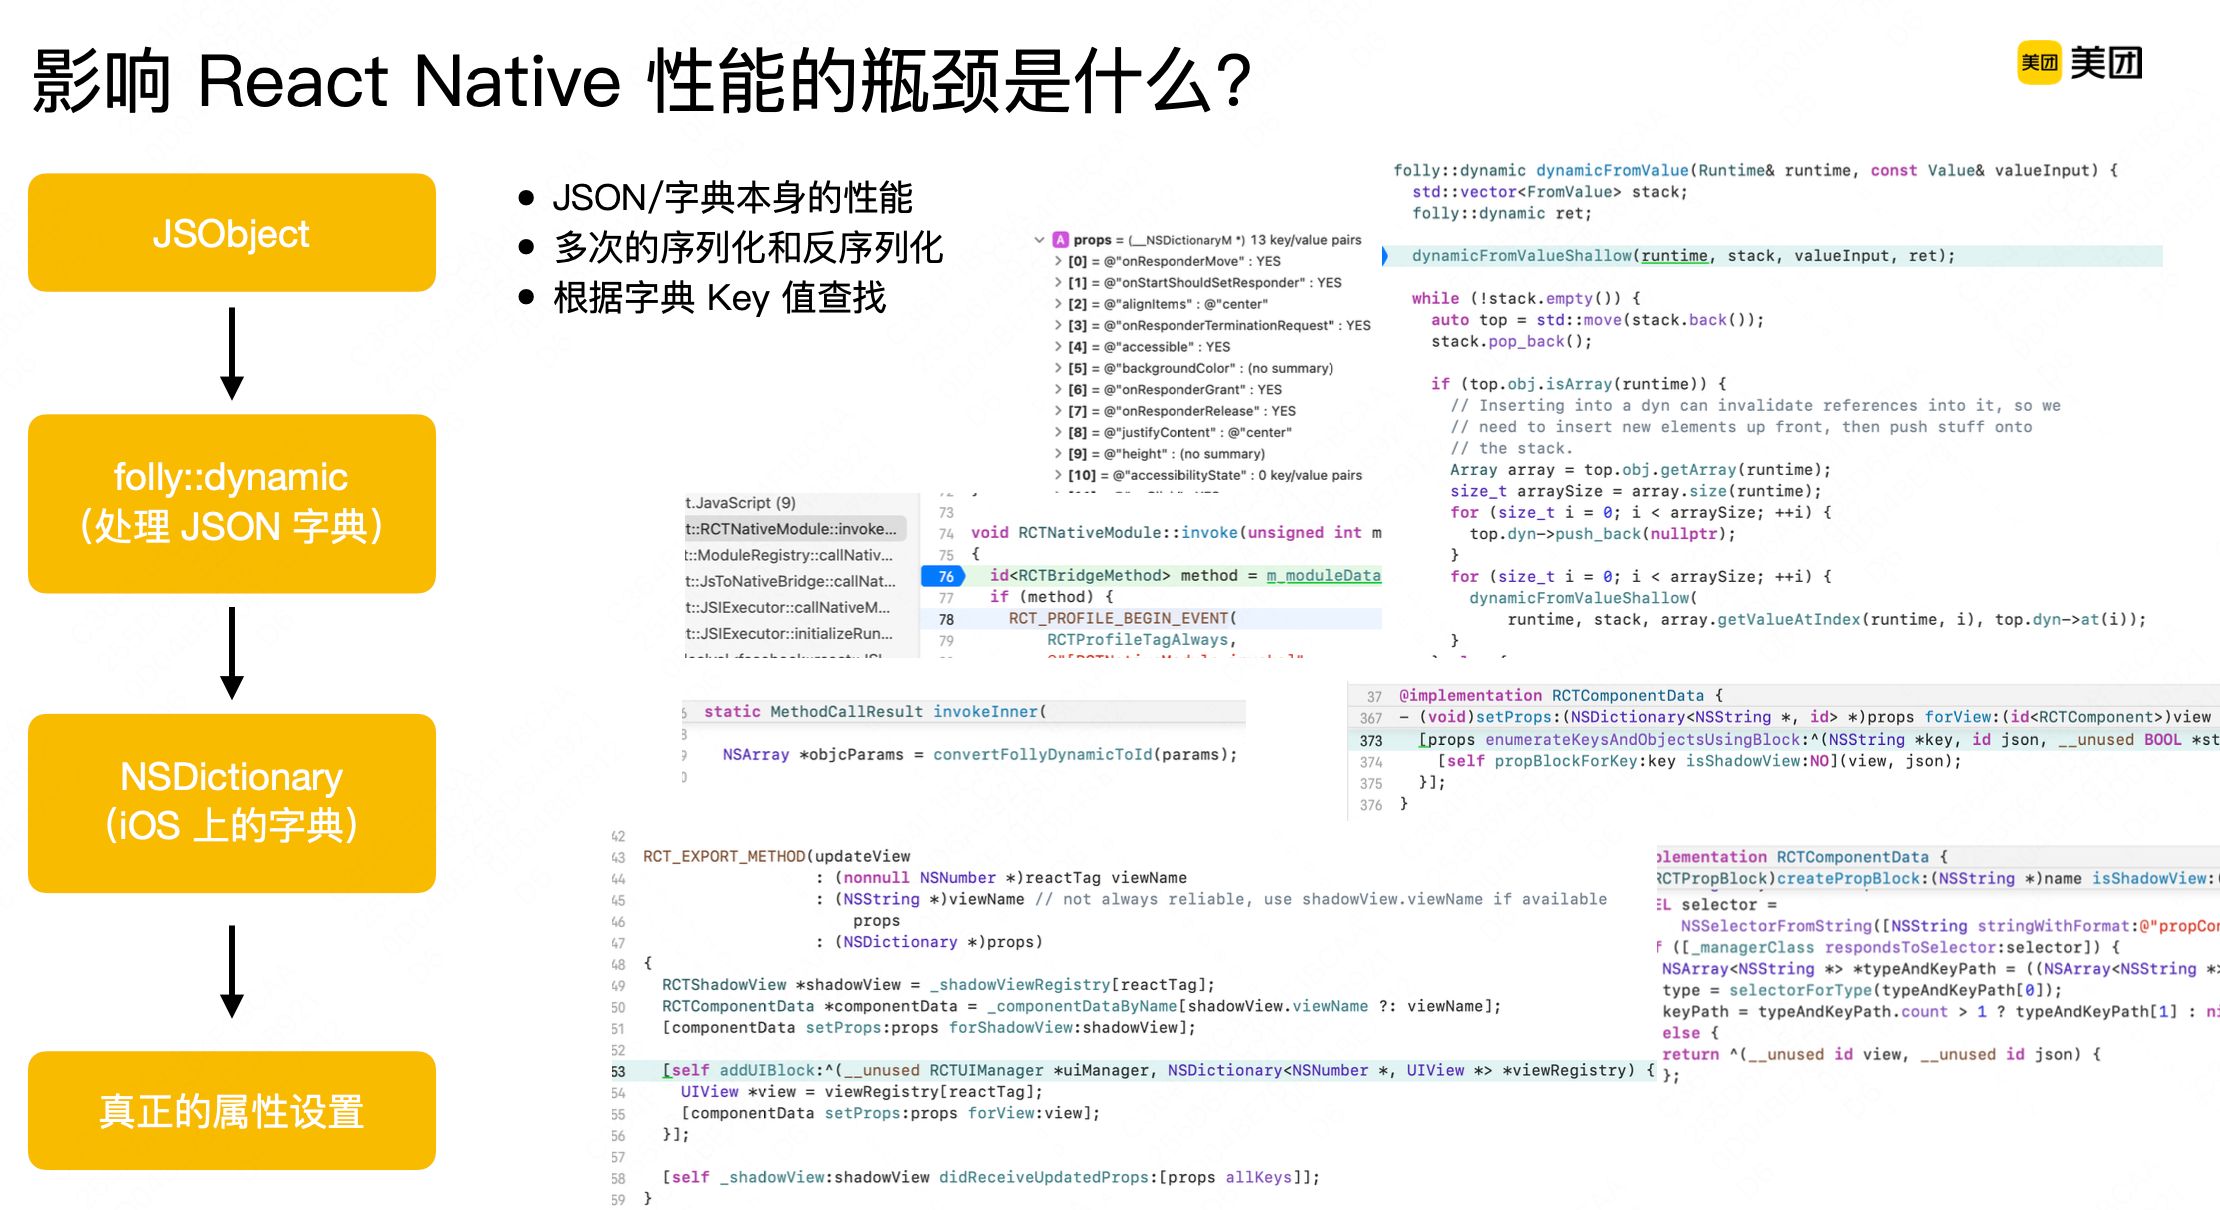 影响 React Native 性能的瓶颈是什么?
美团 美团
JSObject
folly::dynamic
(处理 JSON 字典)
NSDictionary
(iOS 上的字典)
真正的属性设置
● JSON/字典本身的性能
● 多次的序列化和反序列化
● 根据字典 Key 值查找
A props = (__NSDictionaryM *) 13 key/value pairs
[0] = @"onResponderMove" : YES
[1] = @"onStartShouldSetResponder" : YES
[2] = @"alignItems" : @"center"
[3] = @"onResponderTerminationRequest" : YES
[4] = @"accessible" : YES
[5] = @"backgroundColor" : (no summary)
[6] = @"onResponderGrant" : YES
[7] = @"onResponderRelease" : YES
[8] = @"justifyContent" : @"center"
[9] = @"height" : (no summary)
[10] = @"accessibilityState" : 0 key/value pairs
folly::dynamic dynamicFromValue(Runtime& runtime, const Value& valueInput) {
std::vector<FromValue> stack;
folly::dynamic ret;
dynamicFromValueShallow(runtime, stack, valueInput, ret);
while (!stack.empty()) {
auto top = std::move(stack.back());
stack.pop_back();
if (top.obj.isArray(runtime)) {
// Inserting into a dyn can invalidate references into it, so we
// need to insert new elements up front, then push stuff onto
// the stack.
Array array = top.obj.getArray(runtime);
size_t arraySize = array.size(runtime);
for (size_t i = 0; i < arraySize; ++i) {
top.dyn->push_back(nullptr);
}
for (size_t i = 0; i < arraySize; ++i) {
dynamicFromValueShallow(
runtime, stack, array.getValueAtIndex(runtime, i), top.dyn->at(i));
}
t.JavaScript (9)
t::RCTNativeModule::invoke...
t::ModuleRegistry::callNativ...
t::JsToNativeBridge::callNat...
t::JSIExecutor::callNativeM...
t::JSIExecutor::initializeRun...
73
74 void RCTNativeModule::invoke(unsigned int m
75 {
76 id<RCTBridgeMethod> method = m_moduleData
77 if (method) {
78 RCT_PROFILE_BEGIN_EVENT(
79 RCTProfileTagAlways,
6 static MethodCallResult invokeInner(
8
9 NSArray *objcParams = convertFollyDynamicToId(params);
0
37 @implementation RCTComponentData {
367 - (void)setProps:(NSDictionary<NSString *, id> *)props forView:(id<RCTComponent>)view
373 [props enumerateKeysAndObjectsUsingBlock:^(NSString *key, id json, __unused BOOL *st
374 [self propBlockForKey:key isShadowView:NO](view, json);
375 }];
376 }
42
43 RCT_EXPORT_METHOD(updateView
44 : (nonnull NSNumber *)reactTag viewName
45 : (NSString *)viewName // not always reliable, use shadowView.viewName if available
46 props
47 : (NSDictionary *)props)
48 {
49 RCTShadowView *shadowView = _shadowViewRegistry[reactTag];
50 RCTComponentData *componentData = _componentDataByName[shadowView.viewName ?: viewName];
51 [componentData setProps:props forShadowView:shadowView];
52
53 [self addUIBlock:^(__unused RCTUIManager *uiManager, NSDictionary<NSNumber *, UIView *> *viewRegistry) {
54 UIView *view = viewRegistry[reactTag];
55 [componentData setProps:props forView:view];
56 }];
57
58 [self _shadowView:shadowView didReceiveUpdatedProps:[props allKeys]];
59 }
plementation RCTComponentData {
RCTPropBlock)createPropBlock:(NSString *)name isShadowView:(
EL selector =
NSSelectorFromString([NSString stringWithFormat:@"propCon
f ([_managerClass respondsToSelector:selector]) {
NSArray<NSString *> *typeAndKeyPath = ((NSArray<NSString *>
type = selectorForType(typeAndKeyPath[0]);
keyPath = typeAndKeyPath.count > 1 ? typeAndKeyPath[1] : ni
else {
return ^(__unused id view, __unused id json) {
};